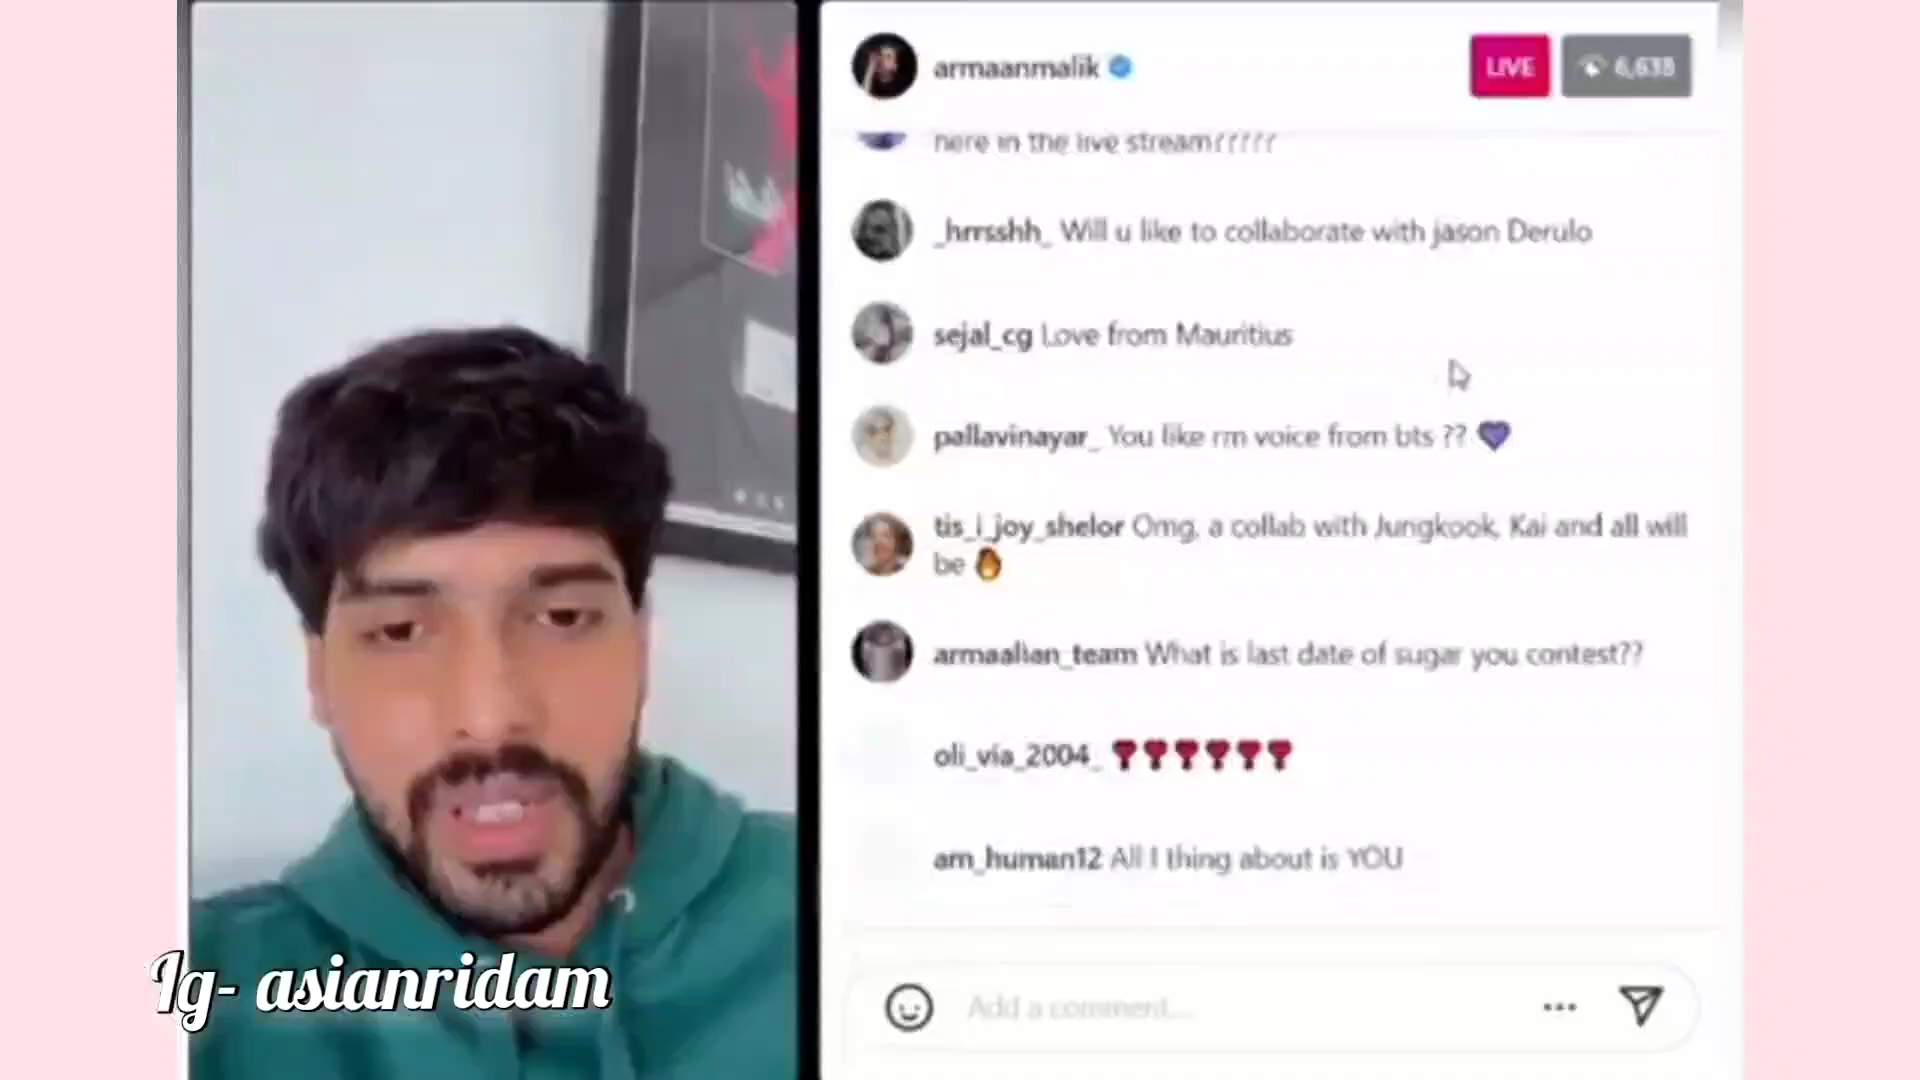 armaanmalik
LIVE
6,638
here in the live stream?????
_hrrsshh_ Will u like to collaborate with jason Derulo
sejal_cg Love from Mauritius
pallavinayar_ You like rm voice from bts ?? 💜
tis_i_joy_shelor Omg, a collab with Jungkook, Kai and all will
be 🔥
armaalian_team What is last date of sugar you contest??
oli_via_2004_ 🌹🌹🌹🌹🌹🌹
am_human12 All I thing about is YOU
Add a comment...
Ig- asianridam